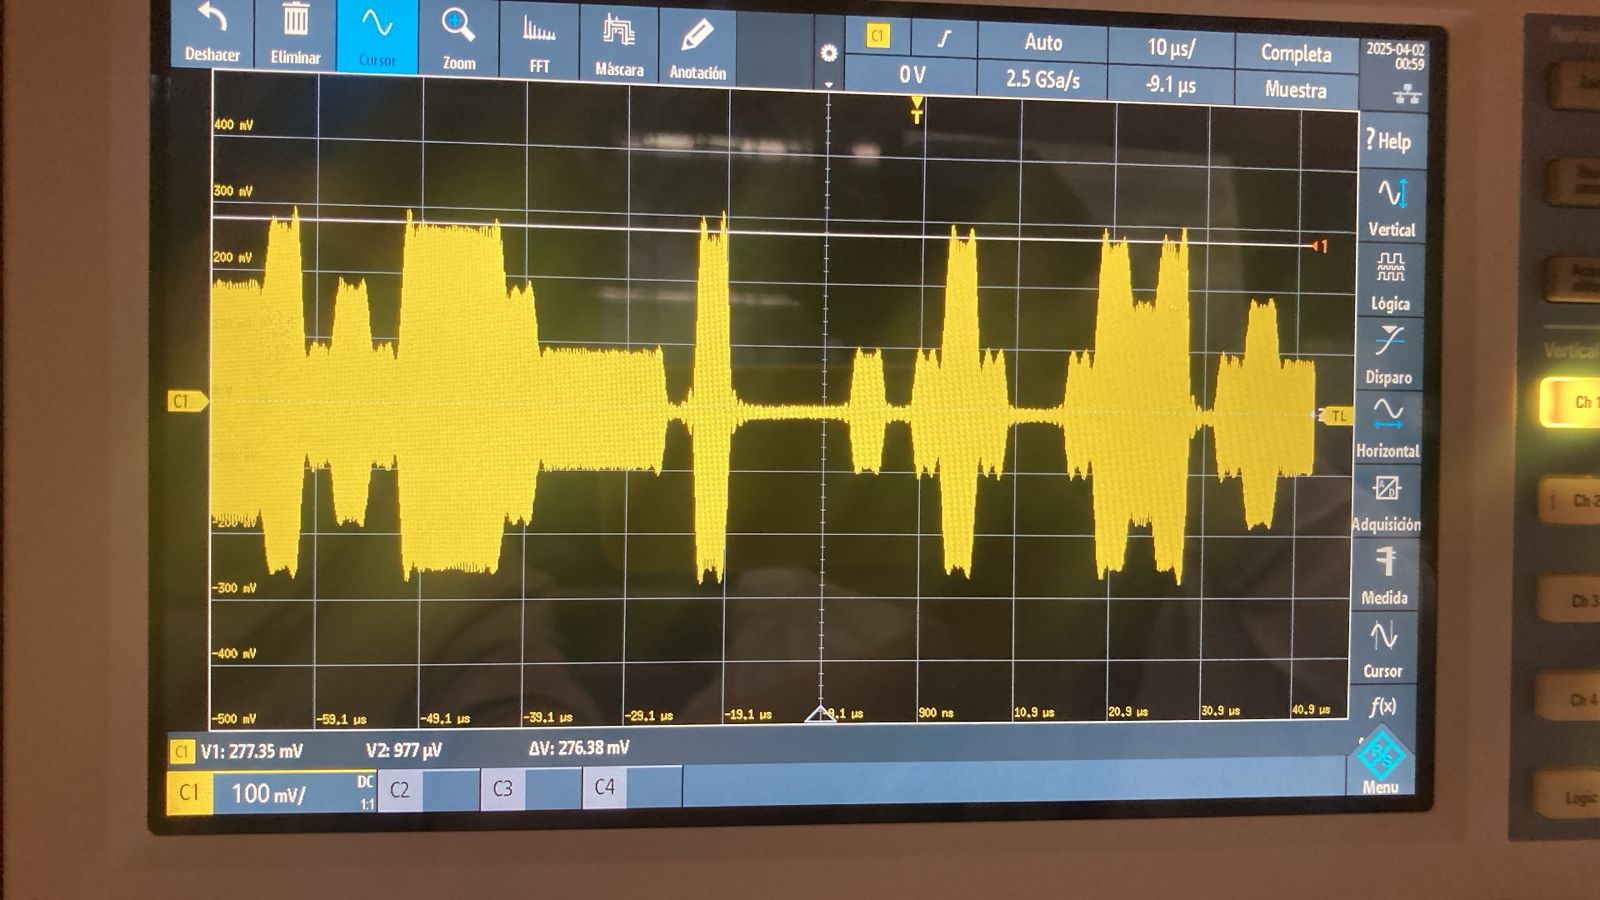 Deshacer
Eliminar
Cursor
Zoom
FFT
Máscara
Anotación
C1
Auto
10 µs/
Completa
0 V
2.5 GSa/s
-9.1 µs
Muestra
2025-04-02
00:59
T
400 mV
300 mV
200 mV
-200 mV
-300 mV
-400 mV
-500 mV
C1
1
TL
-59.1 µs
-49.1 µs
-39.1 µs
-29.1 µs
-19.1 µs
-9.1 µs
900 ns
10.9 µs
20.9 µs
30.9 µs
40.9 µs
? Help
Vertical
Lógica
Disparo
Horizontal
Adquisición
Medida
Cursor
f(x)
Menu
C1 V1: 277.35 mV V2: 977 µV ΔV: 276.38 mV
C1 100 mV/ DC 1:1
C2
C3
C4
Vertical
Ch 1
Ch 2
Ch 3
Ch 4
Logic